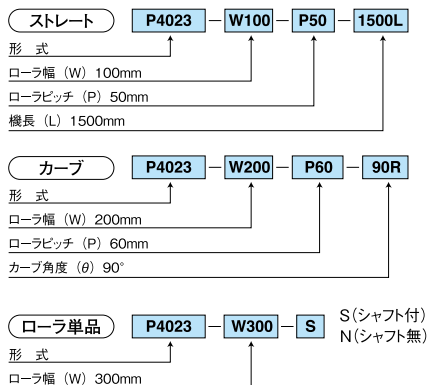 ストレート P4023 － W100 － P50 － 1500L
形　式
ローラ幅（W）100mm
ローラピッチ（P）50mm
機長（L）1500mm
カーブ P4023 － W200 － P60 － 90R
形　式
ローラ幅（W）200mm
ローラピッチ（P）60mm
カーブ角度（θ）90°
ローラ単品 P4023 － W300 － S S（シャフト付）
N（シャフト無）
形　式
ローラ幅（W）300mm